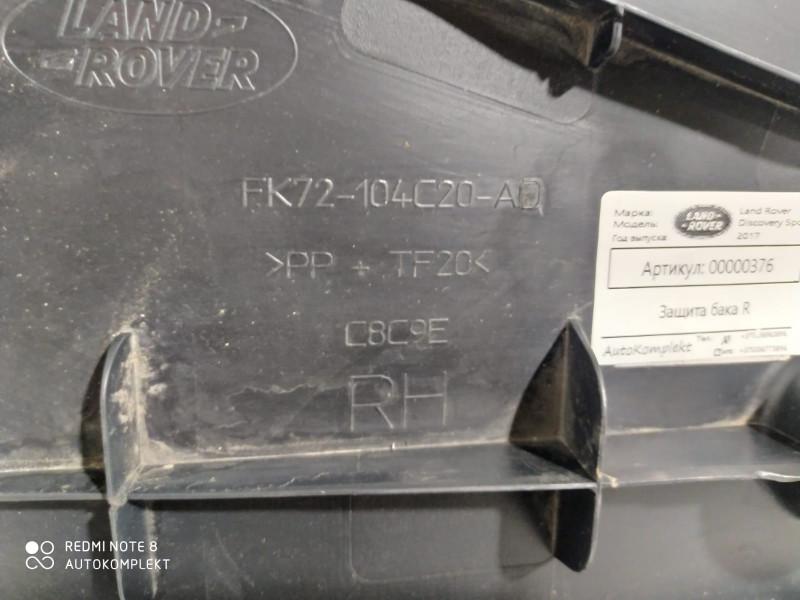 LAND-
-ROVER
FK72-104C20-AD
>PP + TF20<
C8C9E
RH
Марка: Land Rover
Модель: Discovery Spo
Год выпуска: 2017
LAND-
-ROVER
Артикул: 00000376
Защита бака R
AutoKomplekt Тел.:
REDMI NOTE 8
AUTOKOMPLEKT